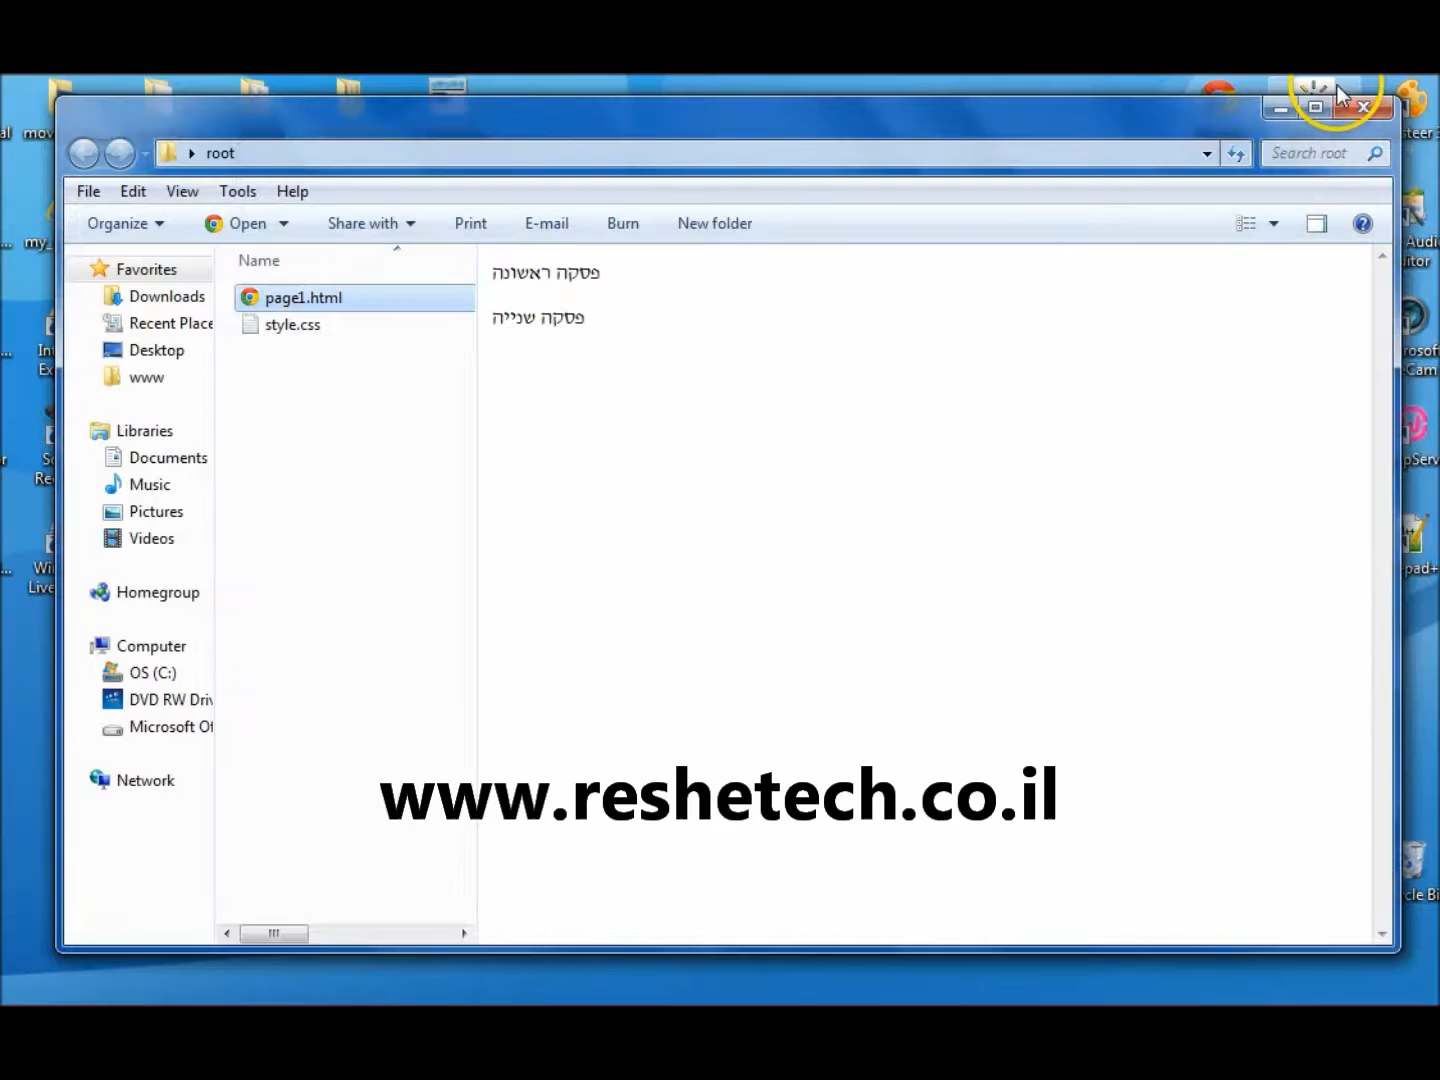 root
Search root
File Edit View Tools Help
Organize Open Share with Print E-mail Burn New folder
Favorites
Downloads
Recent Place
Desktop
www
Libraries
Documents
Music
Pictures
Videos
Homegroup
Computer
OS (C:)
DVD RW Driv
Microsoft Of
Network
Name
page1.html
style.css
פסקה ראשונה
פסקה שנייה
www.reshetech.co.il